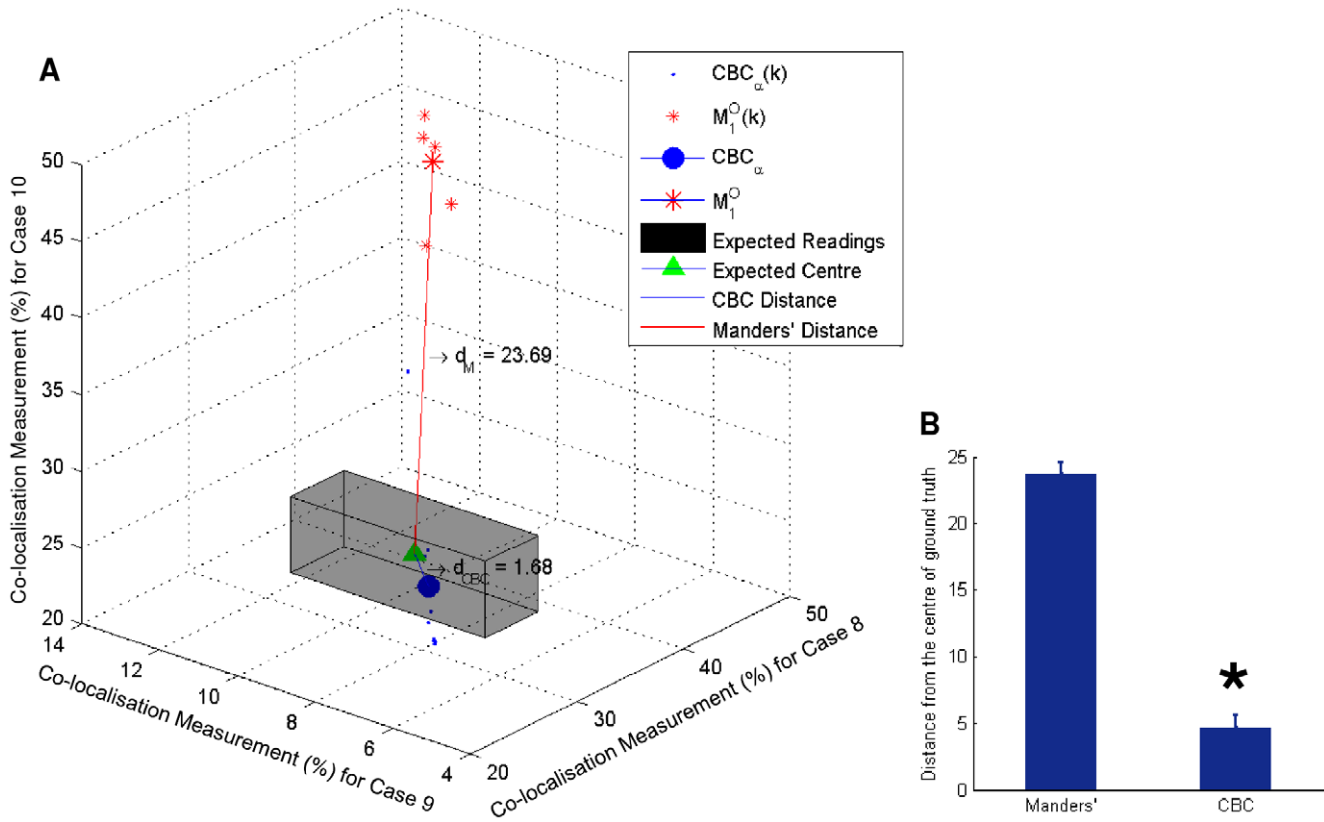 A
CBC_α(k)
M_1^O(k)
CBC_α
M_1^O
Expected Readings
Expected Centre
CBC Distance
Manders' Distance
Co-localisation Measurement (%) for Case 10
50
45
40
35
30
25
20
→ d_M = 23.69
→ d_CBC = 1.68
14
12
10
8
6
4
Co-localisation Measurement (%) for Case 9
20
30
40
50
Co-localisation Measurement (%) for Case 8
B
Distance from the centre of ground truth
25
20
15
10
5
0
*
Manders'
CBC